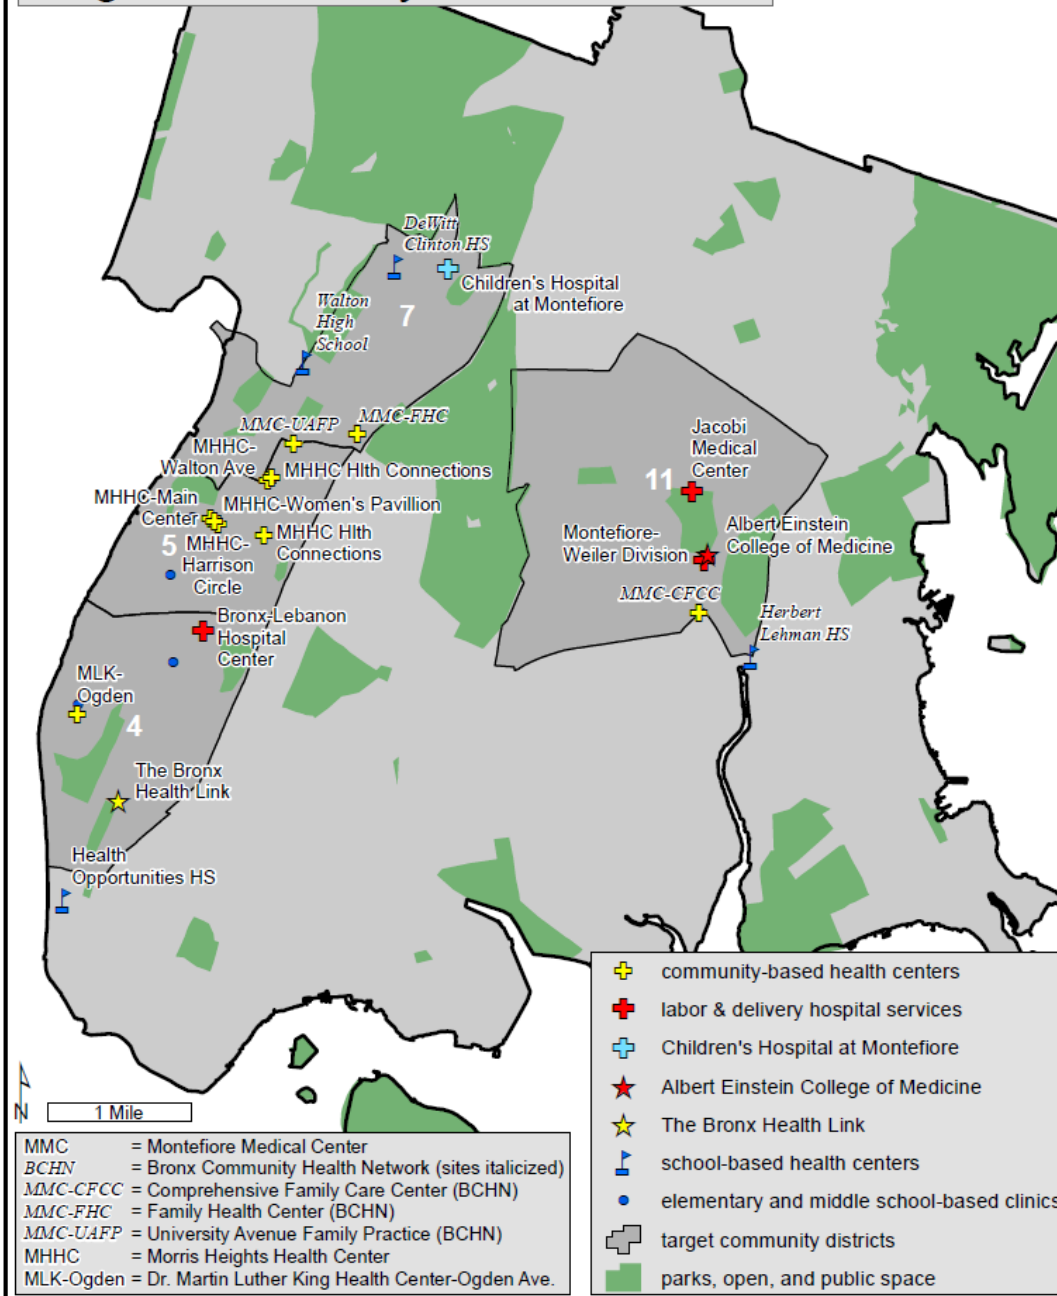 DeWitt
Clinton HS
Children's Hospital
at Montefiore
7
Walton
High
School
MMC-UAFP
MMC-FHC
MHHC-
Walton Ave
MHHC Hlth Connections
MHHC-Main
Center
MHHC-Women's Pavillion
5
MHHC-
Harrison
Circle
MHHC Hlth
Connections
Jacobi
Medical
Center
11
Montefiore-
Weiler Division
Albert Einstein
College of Medicine
MMC-CFCC
Herbert
Lehman HS
Bronx-Lebanon
Hospital
Center
MLK-
Ogden
4
The Bronx
Health Link
Health
Opportunities HS
N
1 Mile
MMC = Montefiore Medical Center
BCHN = Bronx Community Health Network (sites italicized)
MMC-CFCC = Comprehensive Family Care Center (BCHN)
MMC-FHC = Family Health Center (BCHN)
MMC-UAFP = University Avenue Family Practice (BCHN)
MHHC = Morris Heights Health Center
MLK-Ogden = Dr. Martin Luther King Health Center-Ogden Ave.
community-based health centers
labor & delivery hospital services
Children's Hospital at Montefiore
Albert Einstein College of Medicine
The Bronx Health Link
school-based health centers
elementary and middle school-based clinics
target community districts
parks, open, and public space